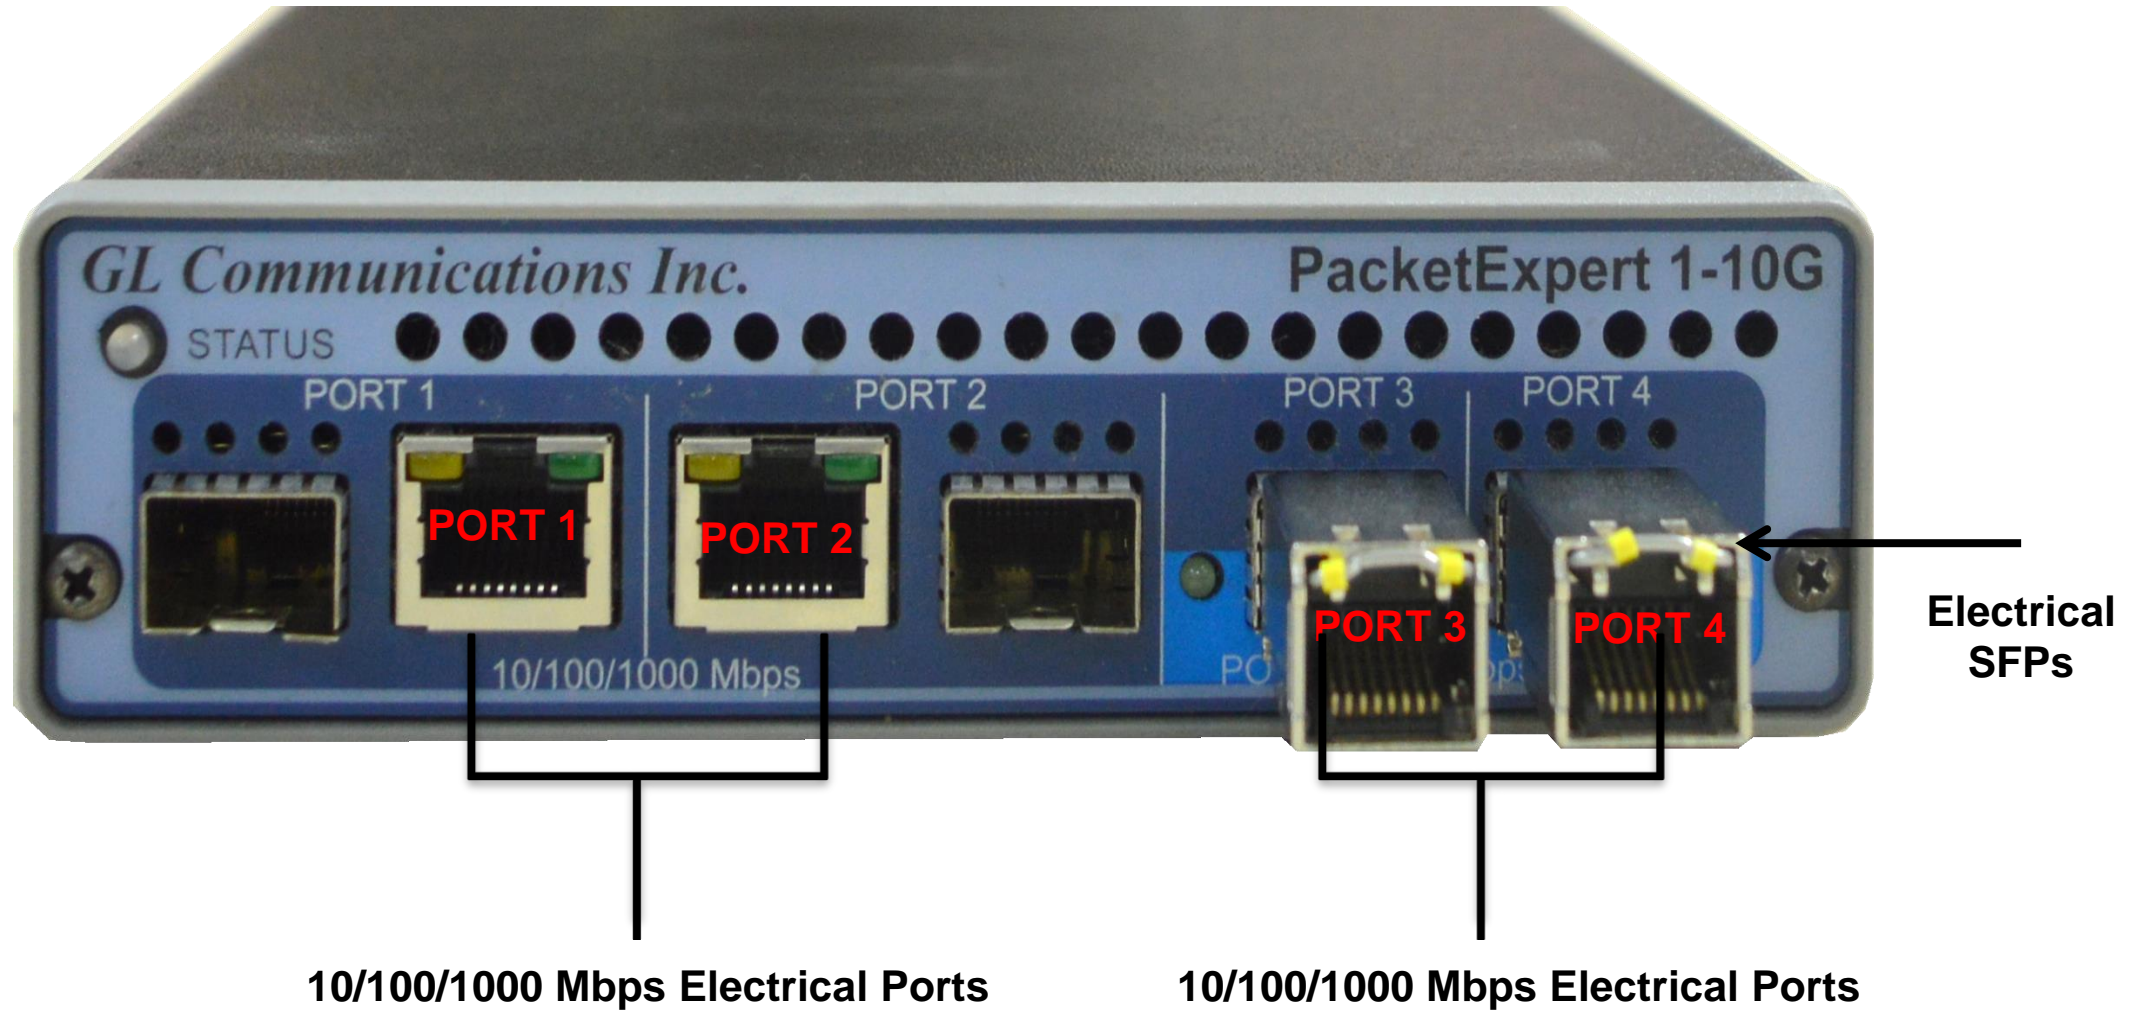 GL Communications Inc.
PacketExpert 1-10G
STATUS
PORT 1
PORT 2
PORT 3
PORT 4
PORT 1
PORT 2
PORT 3
PORT 4
10/100/1000 Mbps
Electrical
SFPs
10/100/1000 Mbps Electrical Ports
10/100/1000 Mbps Electrical Ports